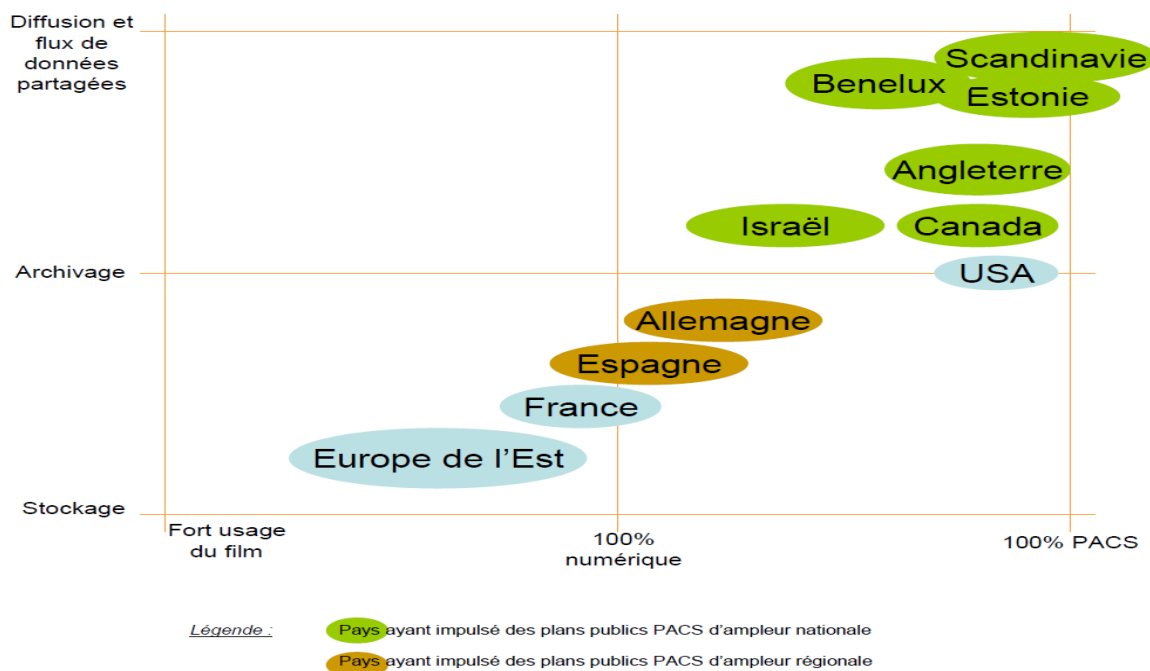 Diffusion et
flux de
données
partagées
Scandinavie
Benelux
Estonie
Angleterre
Israël
Canada
Archivage
USA
Allemagne
Espagne
France
Europe de l'Est
Stockage
Fort usage
du film
100%
numérique
100% PACS
Légende :
Pays ayant impulsé des plans publics PACS d'ampleur nationale
Pays ayant impulsé des plans publics PACS d'ampleur régionale